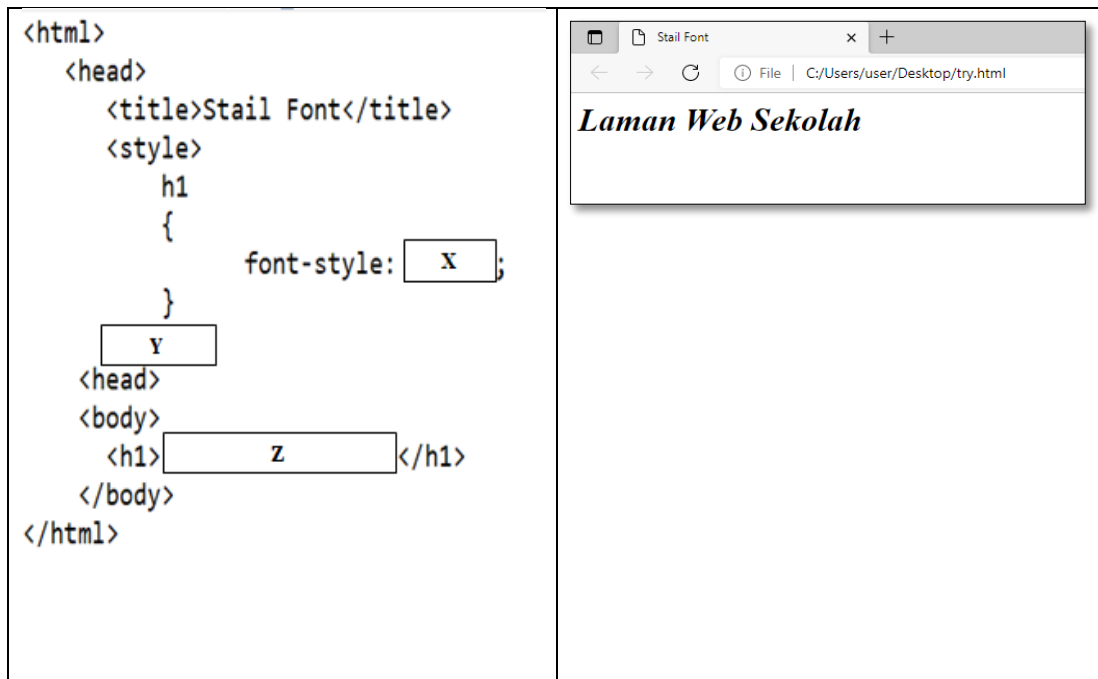 <html>
<head>
<title>Stail Font</title>
<style>
h1
{
font-style: X ;
}
Y
<head>
<body>
<h1> Z </h1>
</body>
</html>
Stail Font
File | C:/Users/user/Desktop/try.html
Laman Web Sekolah